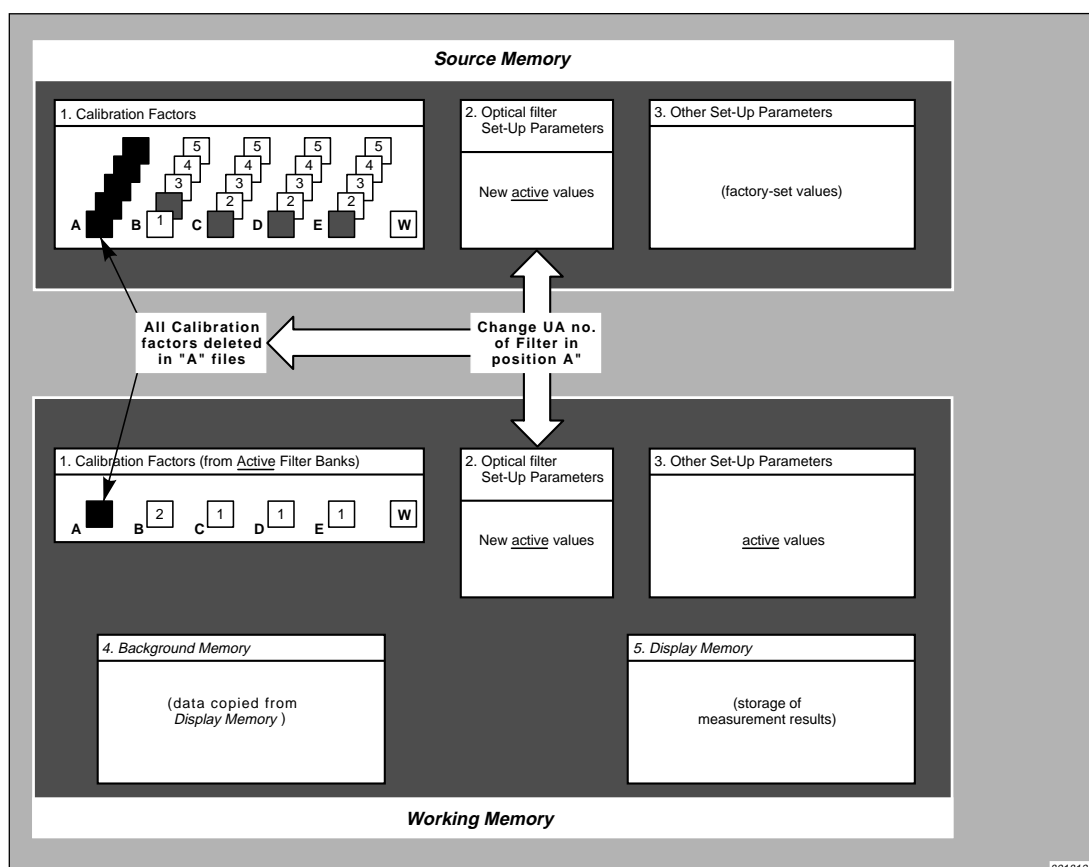 Source Memory
1. Calibration Factors
5 5 5 5
4 4 4 4
3 3 3 3
2 2 2
A B 1 C D E W
2. Optical filter
Set-Up Parameters
New active values
3. Other Set-Up Parameters
(factory-set values)
All Calibration
factors deleted
in "A" files
Change UA no.
of Filter in
position A"
1. Calibration Factors (from Active Filter Banks)
A B 2 C 1 D 1 E 1 W
2. Optical filter
Set-Up Parameters
New active values
3. Other Set-Up Parameters
active values
4. Background Memory
(data copied from
Display Memory )
5. Display Memory
(storage of
measurement results)
Working Memory